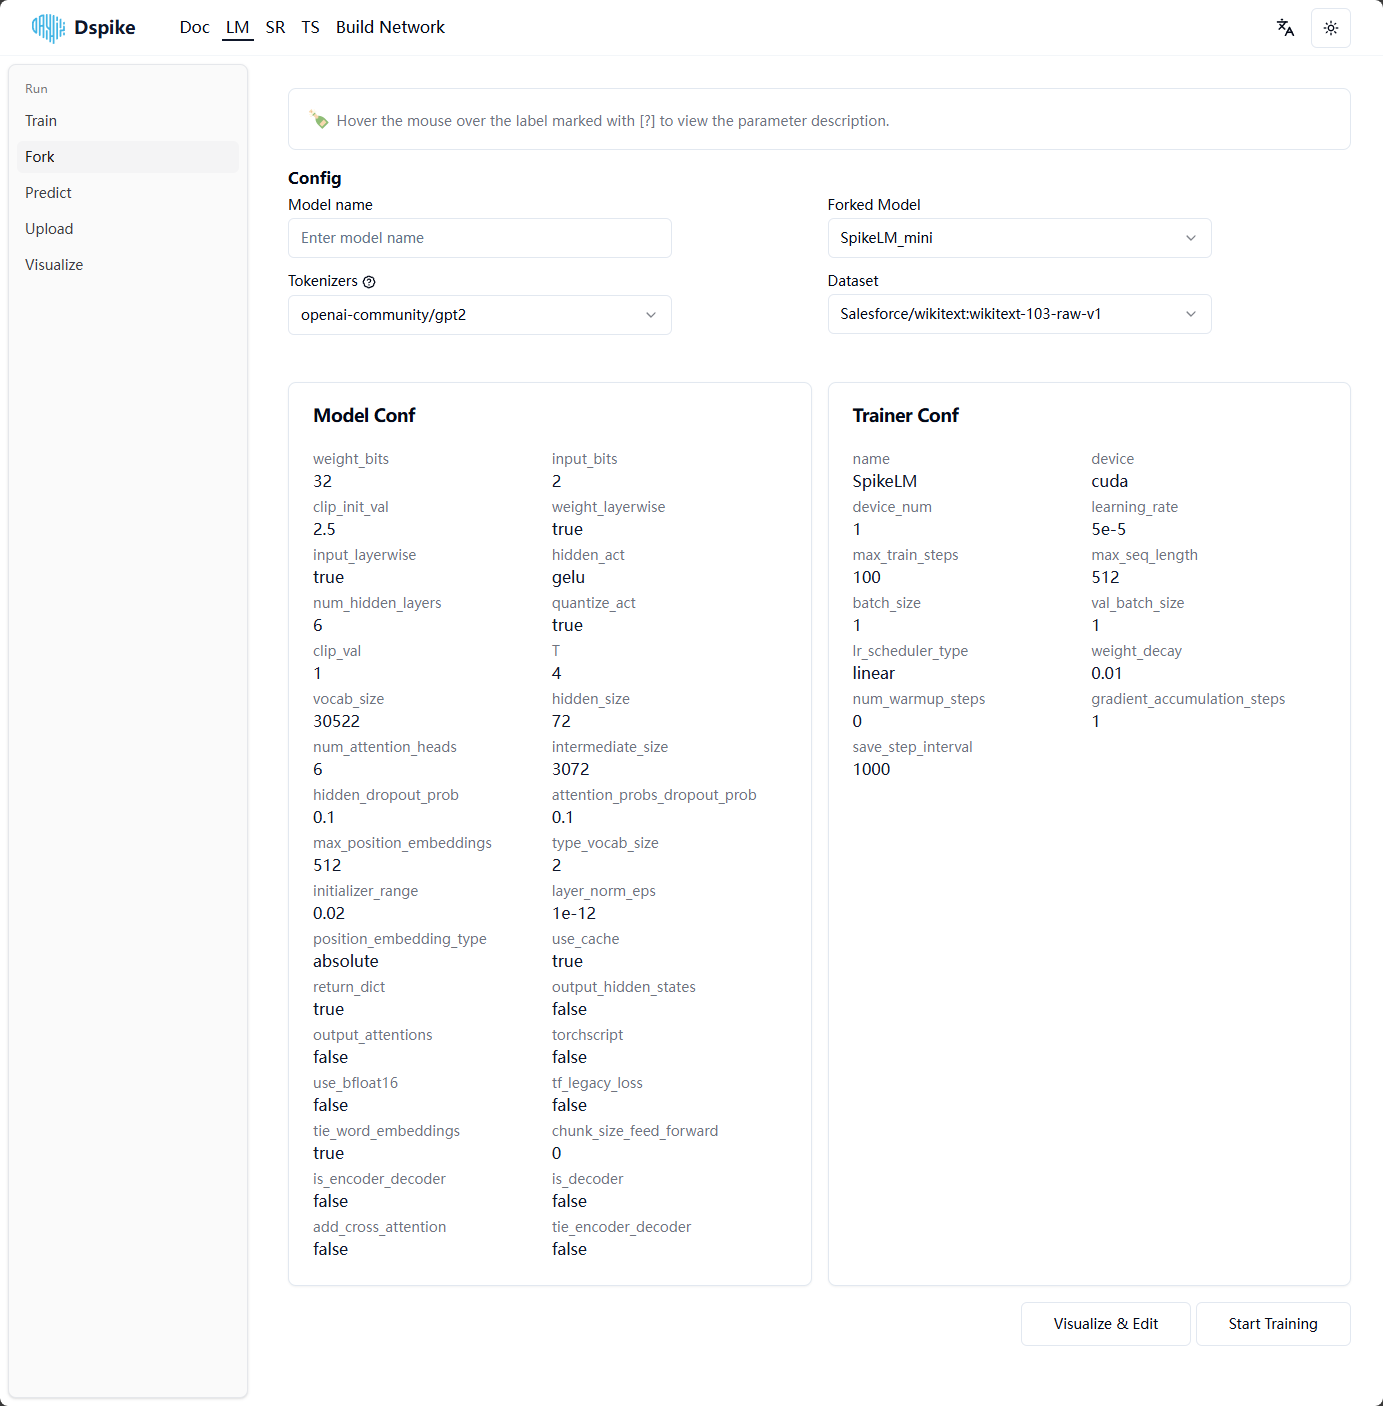 Dspike Doc LM SR TS Build Network
Run
Train
Fork
Predict
Upload
Visualize
Hover the mouse over the label marked with [?] to view the parameter description.
Config
Model name
Forked Model
Enter model name
SpikeLM_mini
Tokenizers
Dataset
openai-community/gpt2
Salesforce/wikitext:wikitext-103-raw-v1
Model Conf
weight_bits input_bits
32 2
clip_init_val weight_layerwise
2.5 true
input_layerwise hidden_act
true gelu
num_hidden_layers quantize_act
6 true
clip_val T
1 4
vocab_size hidden_size
30522 72
num_attention_heads intermediate_size
6 3072
hidden_dropout_prob attention_probs_dropout_prob
0.1 0.1
max_position_embeddings type_vocab_size
512 2
initializer_range layer_norm_eps
0.02 1e-12
position_embedding_type use_cache
absolute true
return_dict output_hidden_states
true false
output_attentions torchscript
false false
use_bfloat16 tf_legacy_loss
false false
tie_word_embeddings chunk_size_feed_forward
true 0
is_encoder_decoder is_decoder
false false
add_cross_attention tie_encoder_decoder
false false
Trainer Conf
name device
SpikeLM cuda
device_num learning_rate
1 5e-5
max_train_steps max_seq_length
100 512
batch_size val_batch_size
1 1
lr_scheduler_type weight_decay
linear 0.01
num_warmup_steps gradient_accumulation_steps
0 1
save_step_interval
1000
Visualize & Edit
Start Training